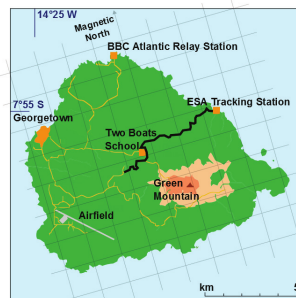 14°25 W
Magnetic
North
BBC Atlantic Relay Station
7°55 S
Georgetown
ESA Tracking Station
Two Boats
School
Green
Mountain
Airfield
km
5